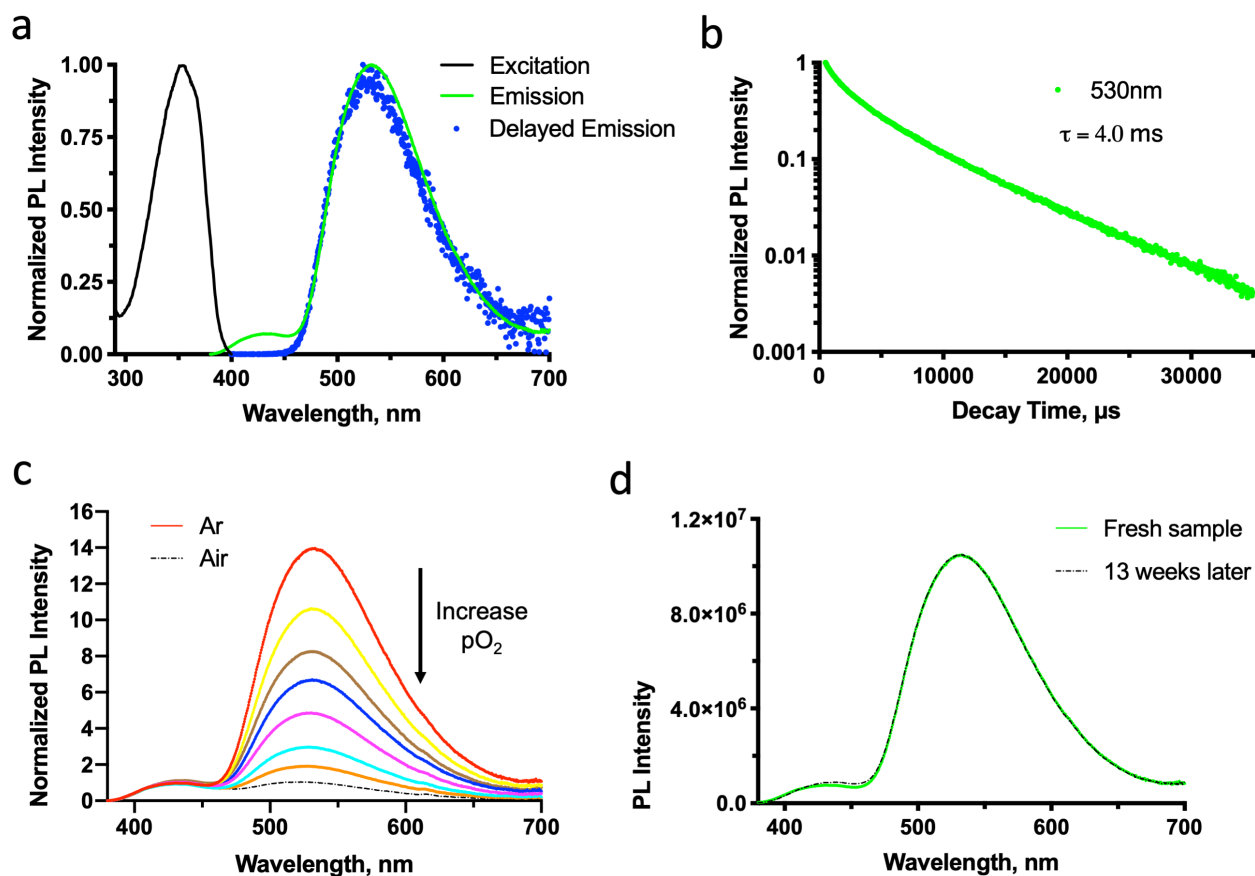 a
Normalized PL Intensity
1.00
0.75
0.50
0.25
0.00
300
400
500
600
700
Wavelength, nm
Excitation
Emission
Delayed Emission
b
Normalized PL Intensity
1
0.1
0.01
0.001
0
10000
20000
30000
Decay Time, µs
530nm
τ = 4.0 ms
c
Normalized PL Intensity
16
14
12
10
8
6
4
2
0
400
500
600
700
Wavelength, nm
Ar
Air
Increase
pO₂
d
PL Intensity
1.2×10⁷
8.0×10⁶
4.0×10⁶
0.0
400
500
600
700
Wavelength, nm
Fresh sample
13 weeks later